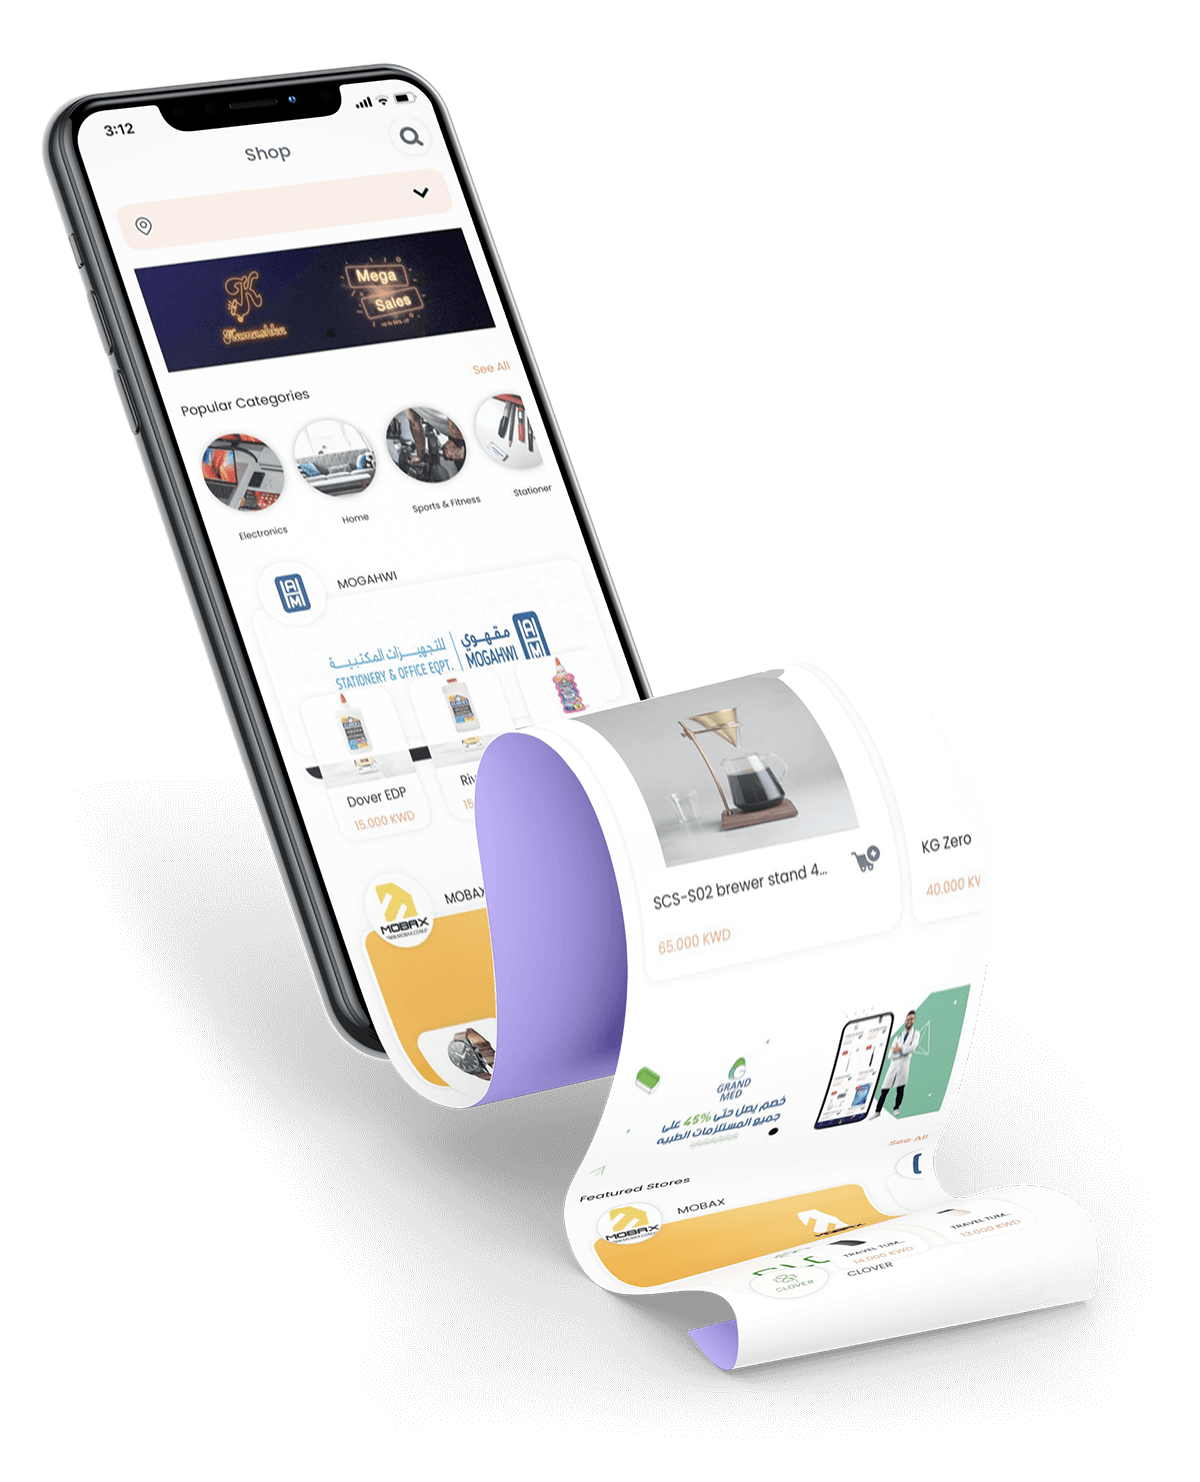 3:12
Shop
Kamashka
Mega
Sales
See All
Popular Categories
Electronics
Home
Sports & Fitness
Stationer
MOGAHWI
للتجهيزات المكتبية
مقهوي
MOGAHWI
STATIONERY & OFFICE EQPT.
Dover EDP
15.000 KWD
Riv
15
MOBAX
MOBAX
SCS-S02 brewer stand 4...
65.000 KWD
KG Zero
40.000 KW
GRAND
MED
خصم يصل حتى 45% على
جميع المستلزمات الطبيه
See All
Featured Stores
MOBAX
MOBAX
TRAVEL TUM...
14.000 KWD
TRAVEL TUM...
13.000 KWD
CLOVER
CLOVER